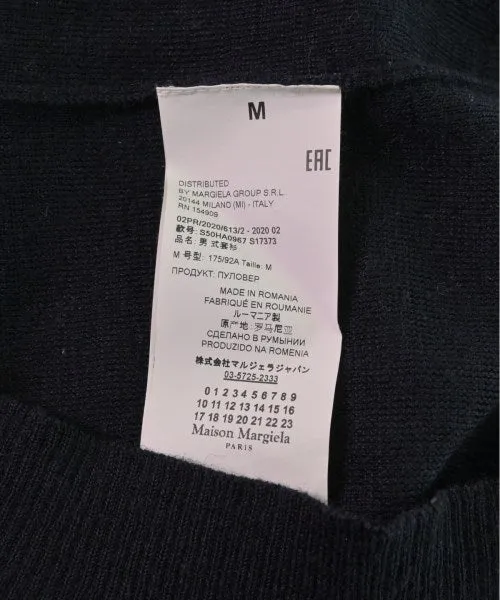 M
EAC
DISTRIBUTED
BY MARGIELA GROUP S.R.L.
20144 MILANO (MI) - ITALY
RN 154909
02PR/2020/613/2 - 2020 02
款号: S50HA0967 S17373
品名: 男式套衫
M 号型: 175/92A Taille: M
ПРОДУКТ: ПУЛОВЕР
MADE IN ROMANIA
FABRIQUÉ EN ROUMANIE
ルーマニア製
原产地: 罗马尼亚
СДЕЛАНО В РУМЫНИИ
PRODUZIDO NA ROMENIA
株式会社マルジェラジャパン
03-5725-2333
0 1 2 3 4 5 6 7 8 9
10 11 12 13 14 15 16
17 18 19 20 21 22 23
Maison Margiela
PARIS